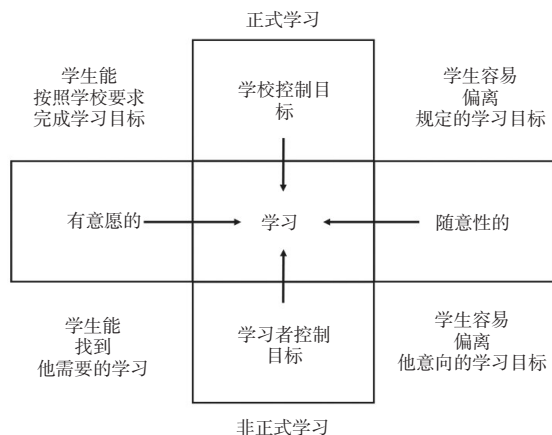 正式学习
学生能
按照学校要求
完成学习目标
学校控制目
标
学生容易
偏离
规定的学习目标
有意愿的
学习
随意性的
学生能
找到
他需要的学习
学习者控制
目标
学生容易
偏离
他意向的学习目标
非正式学习